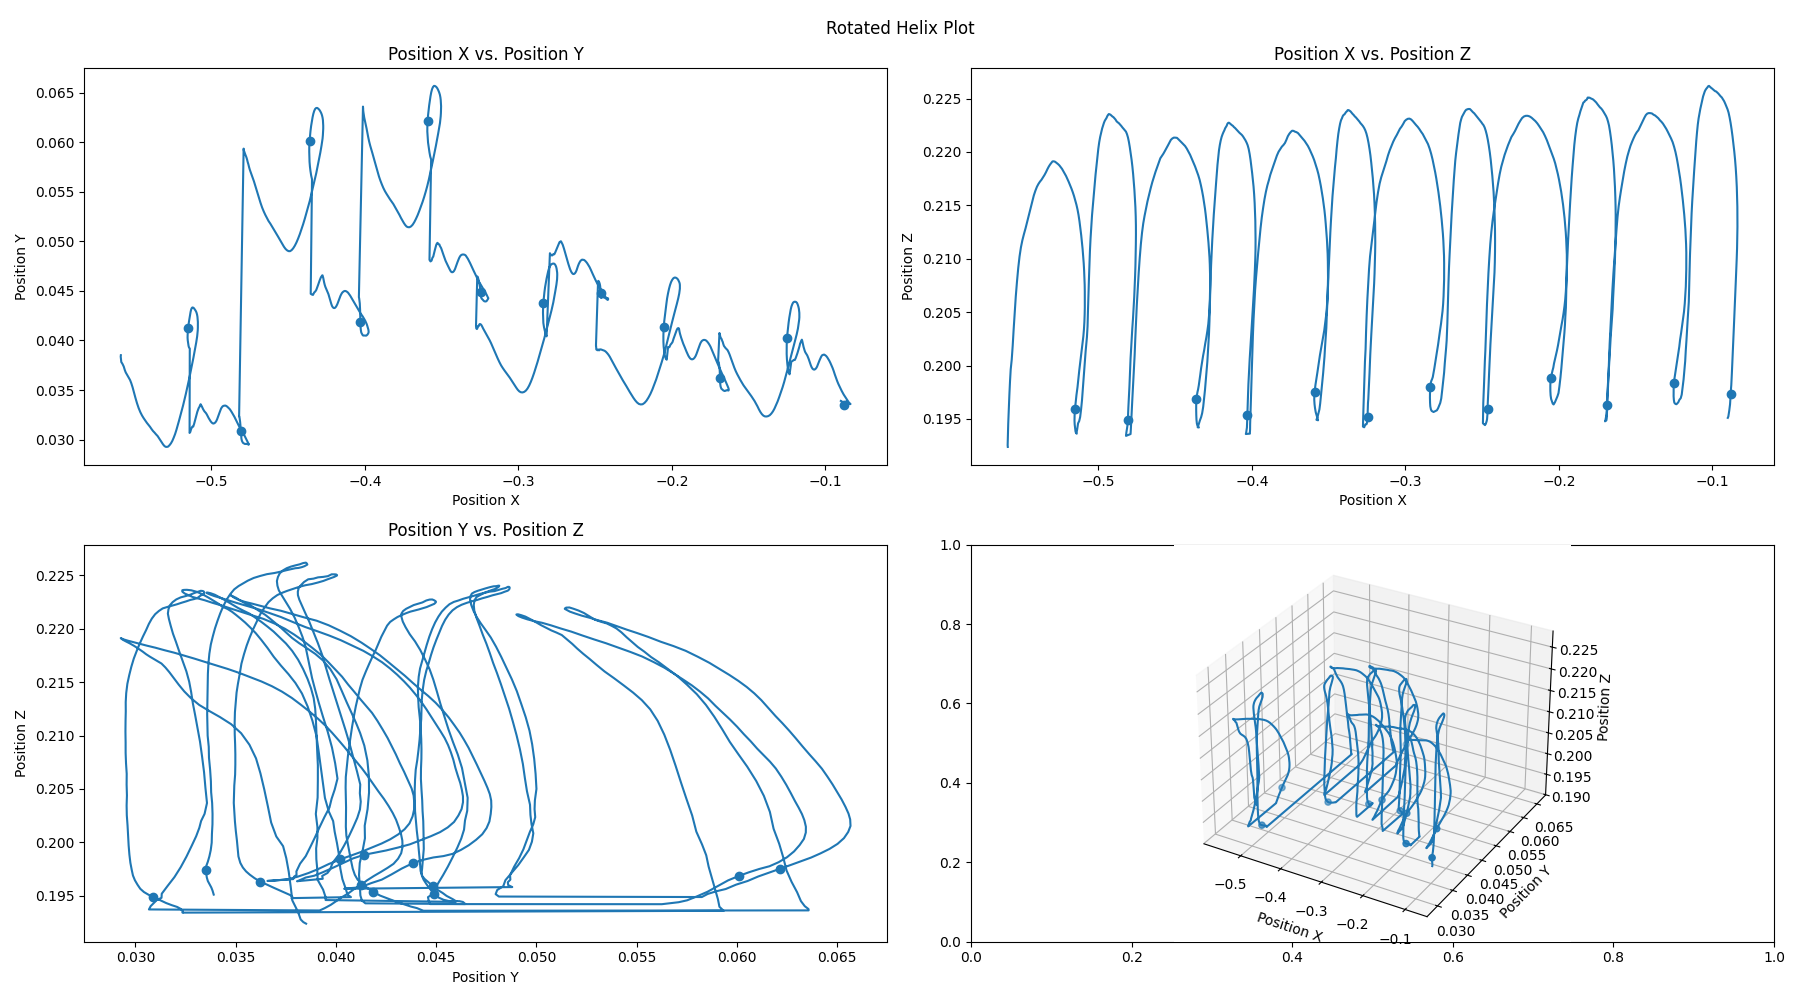 Rotated Helix Plot
Position X vs. Position Y
0.065
0.060
0.055
0.050
0.045
0.040
0.035
0.030
Position Y
−0.5 −0.4 −0.3 −0.2 −0.1
Position X
Position X vs. Position Z
0.225
0.220
0.215
0.210
0.205
0.200
0.195
Position Z
−0.5 −0.4 −0.3 −0.2 −0.1
Position X
Position Y vs. Position Z
0.225
0.220
0.215
0.210
0.205
0.200
0.195
Position Z
0.030 0.035 0.040 0.045 0.050 0.055 0.060 0.065
Position Y
1.0
0.8
0.6
0.4
0.2
0.0
0.0 0.2 0.4 0.6 0.8 1.0
0.225
0.220
0.215
0.210
0.205
0.200
0.195
0.190
Position Z
0.065
0.060
0.055
0.050
0.045
0.040
0.035
0.030
Position Y
−0.5
−0.4
−0.3
−0.2
−0.1
Position X